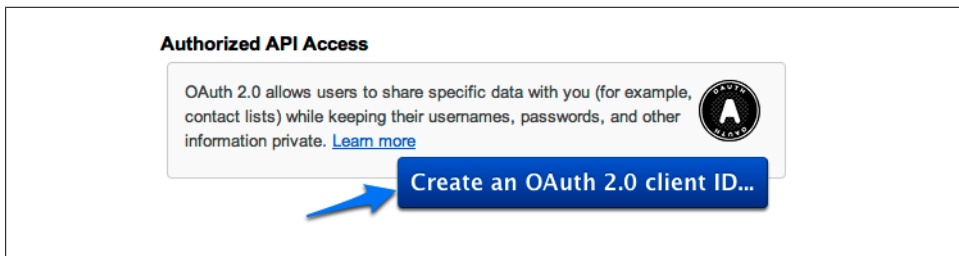 Authorized API Access
OAuth 2.0 allows users to share specific data with you (for example,
contact lists) while keeping their usernames, passwords, and other
information private. Learn more
OAUTH
A
OAUTH
Create an OAuth 2.0 client ID...